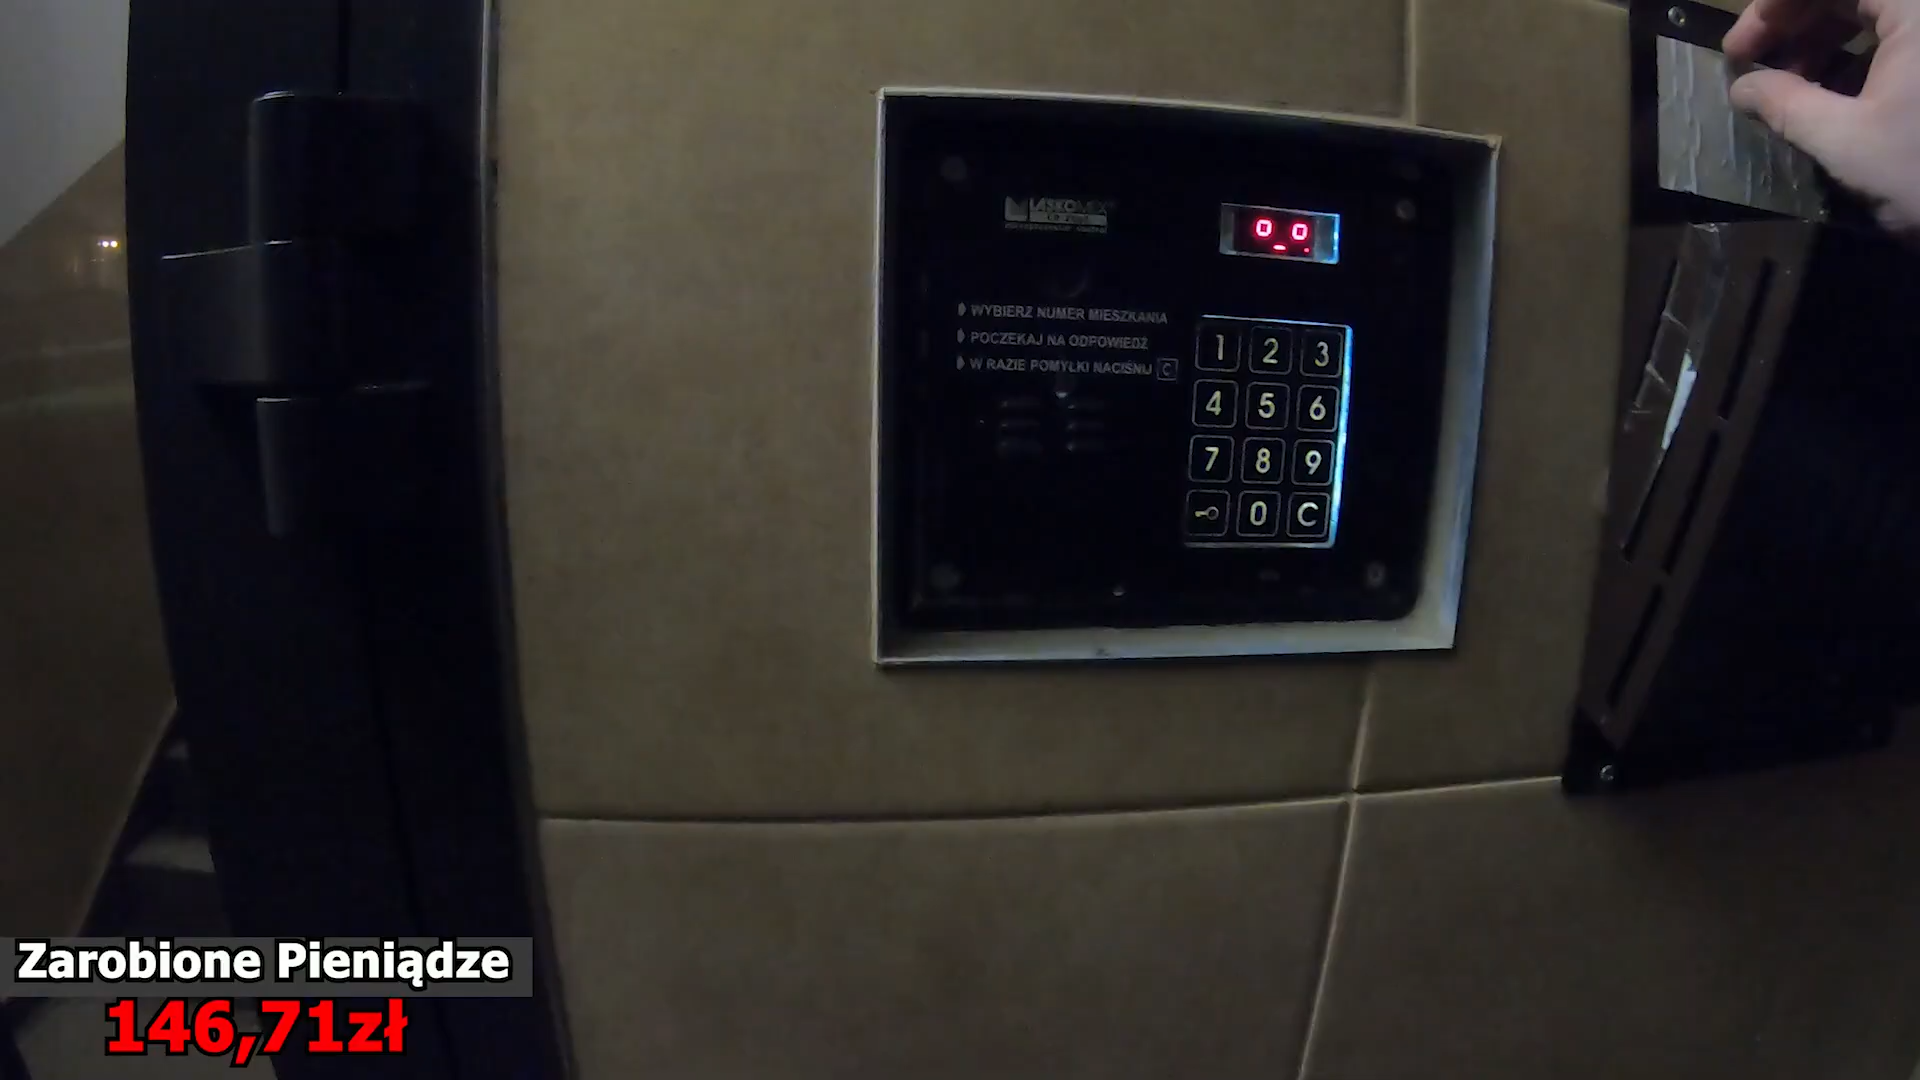 LASKOMEX
WYBIERZ NUMER MIESZKANIA
POCZEKAJ NA ODPOWIEDŹ
W RAZIE POMYŁKI NACIŚNIJ C
1 2 3
4 5 6
7 8 9
0 C
Zarobione Pieniądze
146,71zł